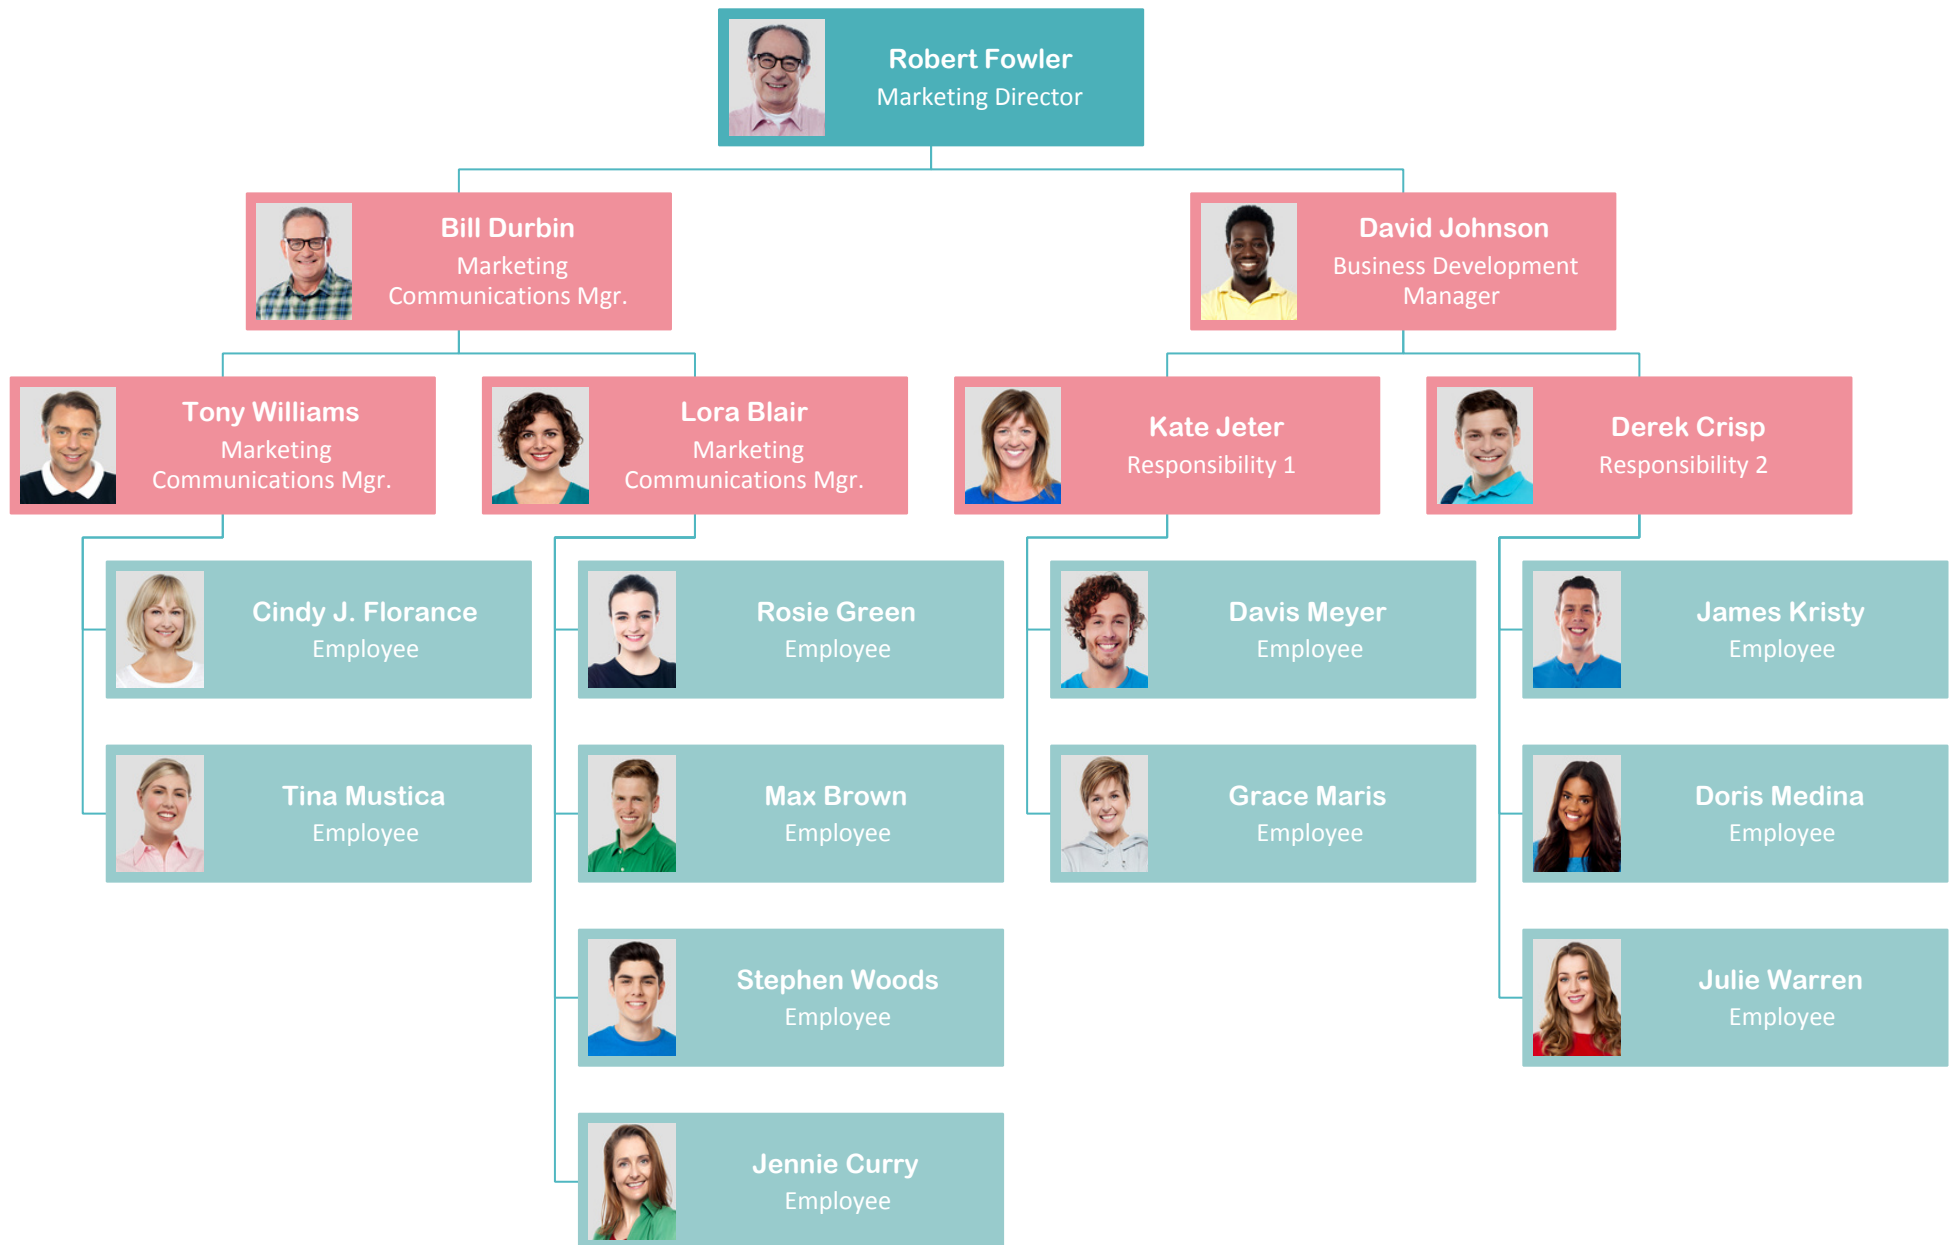 Robert Fowler
Marketing Director
Bill Durbin
Marketing
Communications Mgr.
David Johnson
Business Development
Manager
Tony Williams
Marketing
Communications Mgr.
Lora Blair
Marketing
Communications Mgr.
Kate Jeter
Responsibility 1
Derek Crisp
Responsibility 2
Cindy J. Florance
Employee
Rosie Green
Employee
Davis Meyer
Employee
James Kristy
Employee
Tina Mustica
Employee
Max Brown
Employee
Grace Maris
Employee
Doris Medina
Employee
Stephen Woods
Employee
Julie Warren
Employee
Jennie Curry
Employee